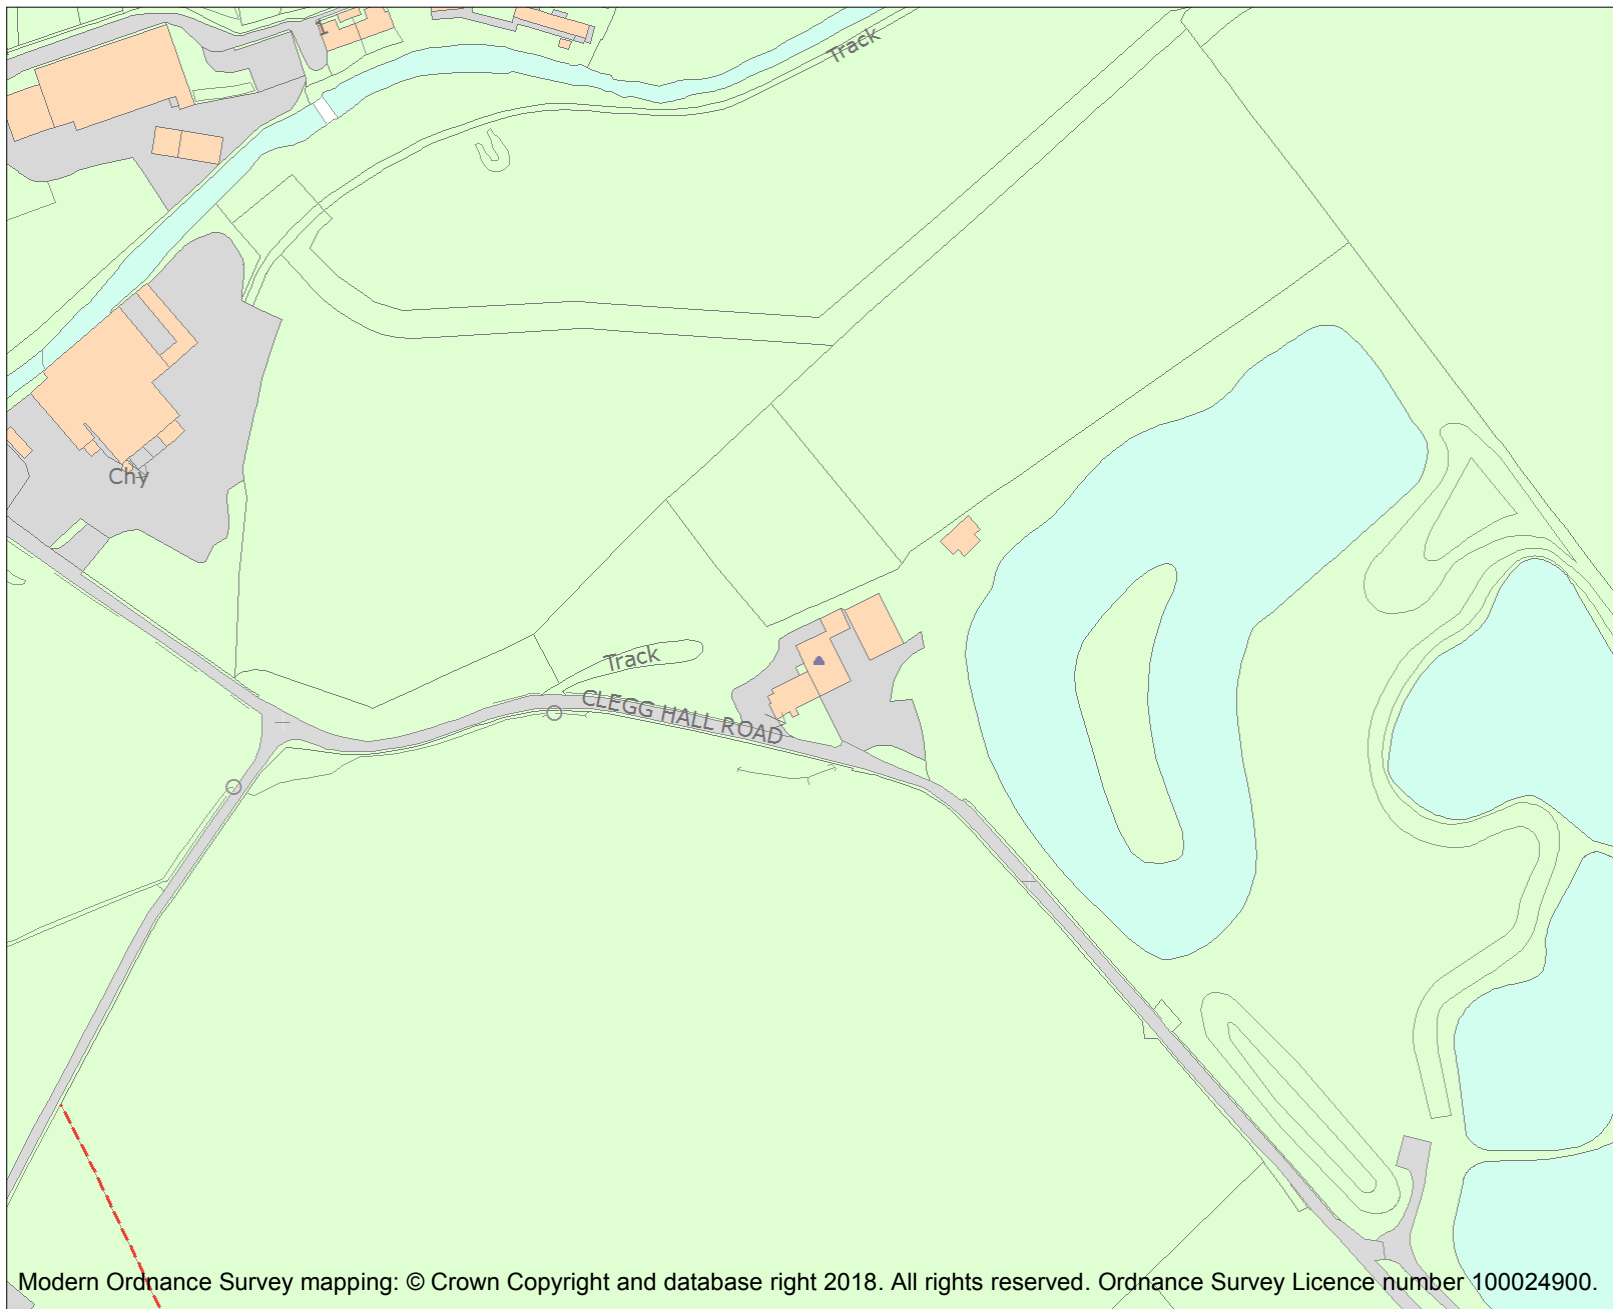 1
Track
Chy
Track
CLEGG HALL ROAD
Modern Ordnance Survey mapping: © Crown Copyright and database right 2018. All rights reserved. Ordnance Survey Licence number 100024900.